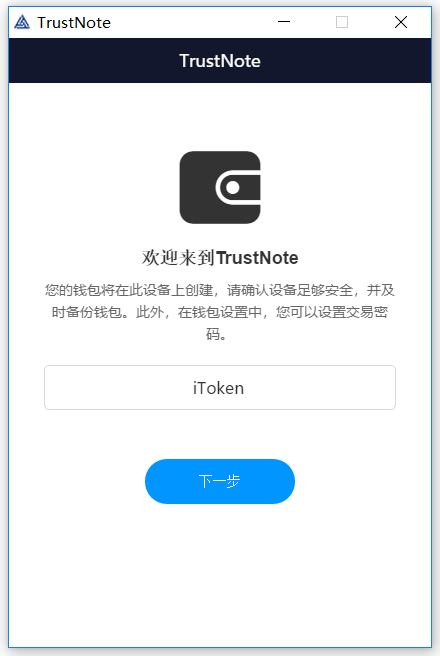 TrustNote
TrustNote
欢迎来到TrustNote
您的钱包将在此设备上创建，请确认设备足够安全，并及
时备份钱包。此外，在钱包设置中，您可以设置交易密
码。
iToken
下一步